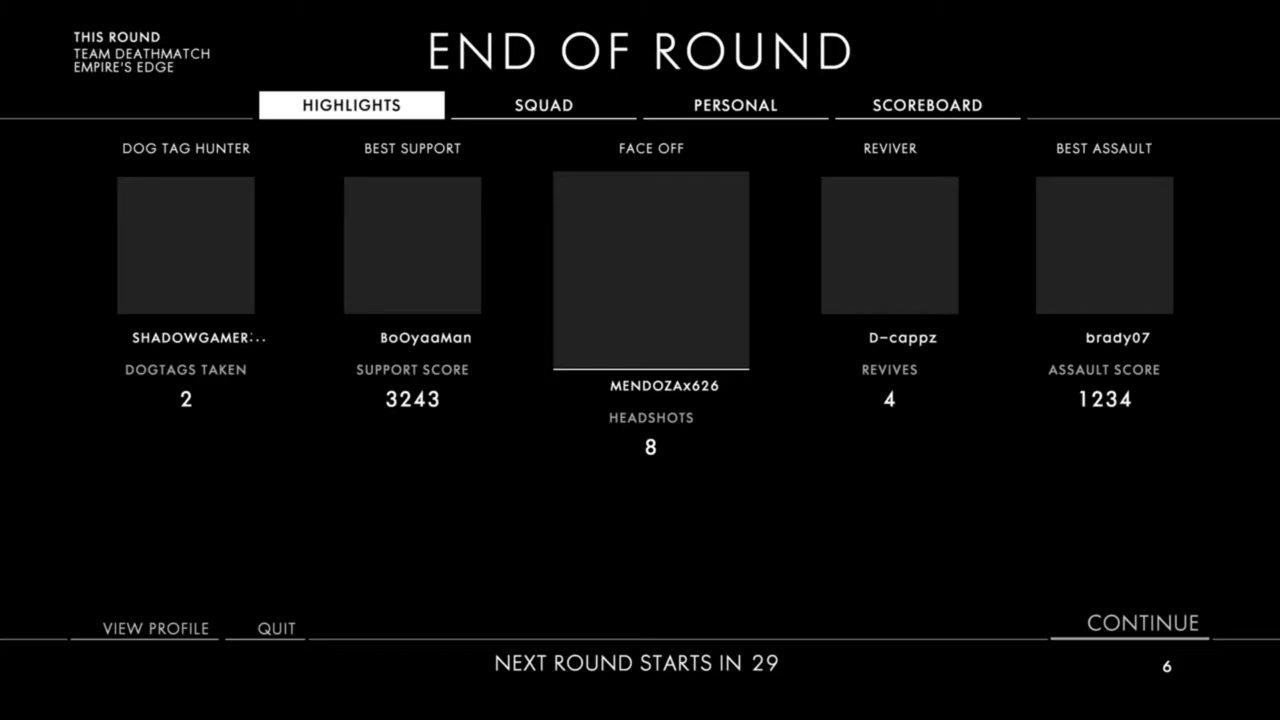 THIS ROUND
TEAM DEATHMATCH
EMPIRE'S EDGE
END OF ROUND
HIGHLIGHTS
SQUAD
PERSONAL
SCOREBOARD
DOG TAG HUNTER
SHADOWGAMER:..
DOGTAGS TAKEN
2
BEST SUPPORT
BoOyaaMan
SUPPORT SCORE
3243
FACE OFF
MENDOZAx626
HEADSHOTS
8
REVIVER
D-cappz
REVIVES
4
BEST ASSAULT
brady07
ASSAULT SCORE
1234
VIEW PROFILE
QUIT
CONTINUE
NEXT ROUND STARTS IN 29
6